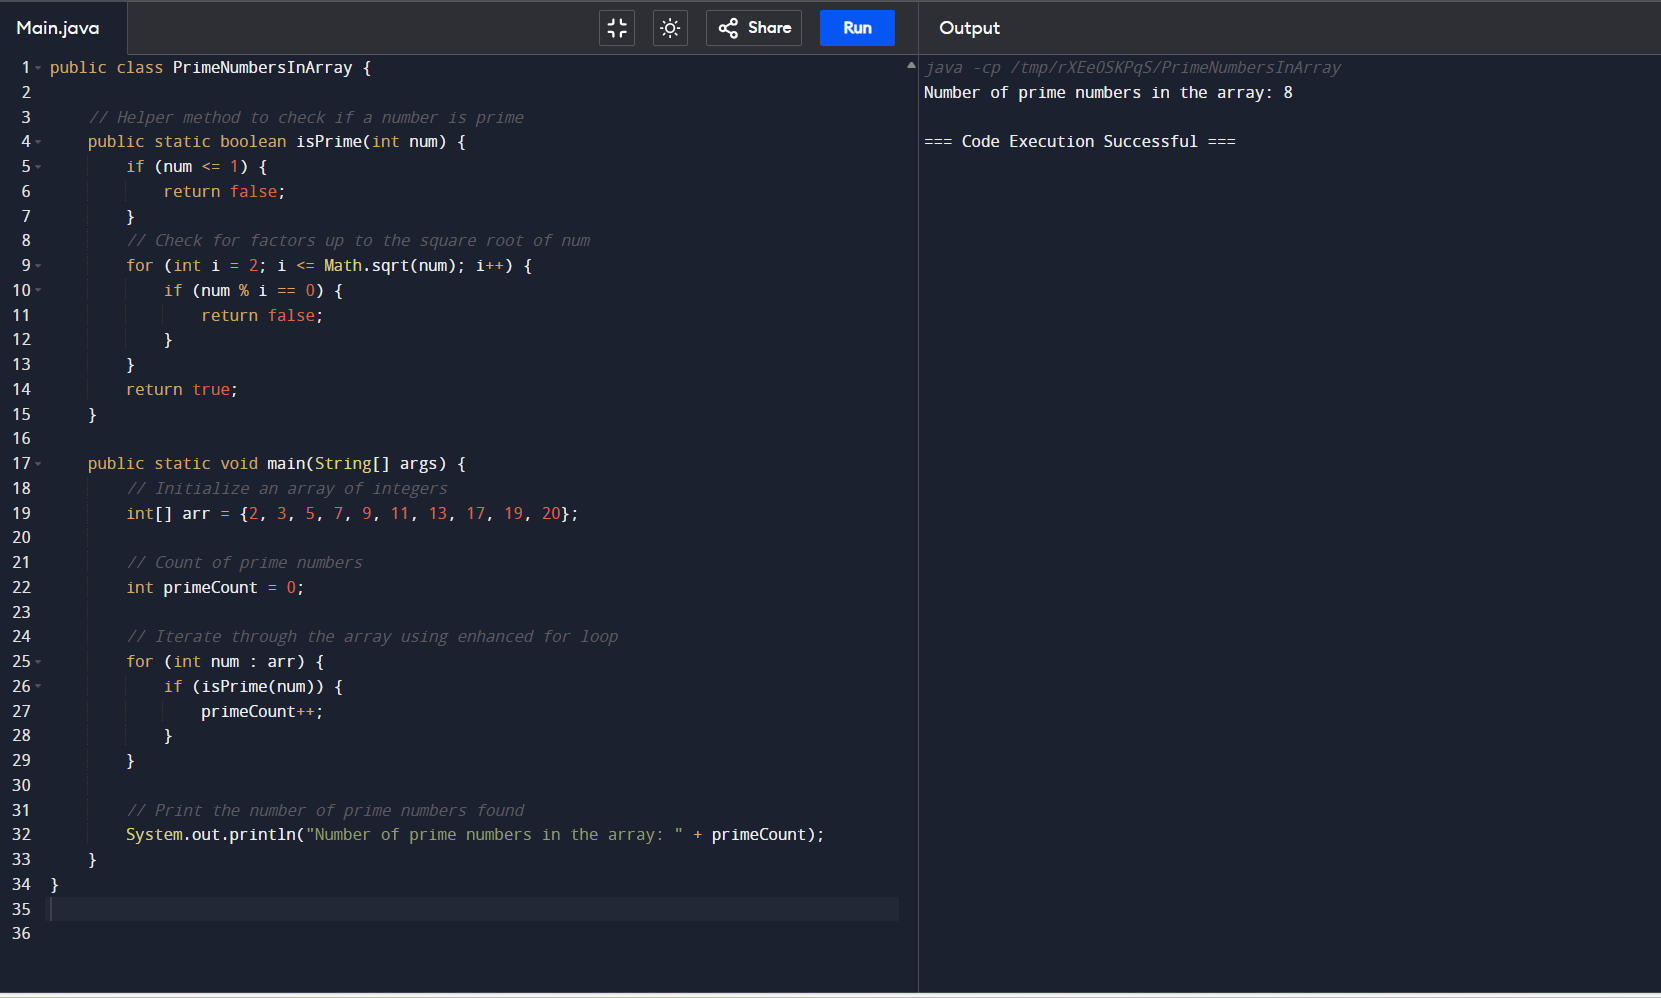 Main.java
Share
Run
Output
1 public class PrimeNumbersInArray {
2
3     // Helper method to check if a number is prime
4     public static boolean isPrime(int num) {
5         if (num <= 1) {
6             return false;
7         }
8         // Check for factors up to the square root of num
9         for (int i = 2; i <= Math.sqrt(num); i++) {
10             if (num % i == 0) {
11                 return false;
12             }
13         }
14         return true;
15     }
16
17     public static void main(String[] args) {
18         // Initialize an array of integers
19         int[] arr = {2, 3, 5, 7, 9, 11, 13, 17, 19, 20};
20
21         // Count of prime numbers
22         int primeCount = 0;
23
24         // Iterate through the array using enhanced for loop
25         for (int num : arr) {
26             if (isPrime(num)) {
27                 primeCount++;
28             }
29         }
30
31         // Print the number of prime numbers found
32         System.out.println("Number of prime numbers in the array: " + primeCount);
33     }
34 }
35
36
java -cp /tmp/rXEeOSKPqS/PrimeNumbersInArray
Number of prime numbers in the array: 8
=== Code Execution Successful ===